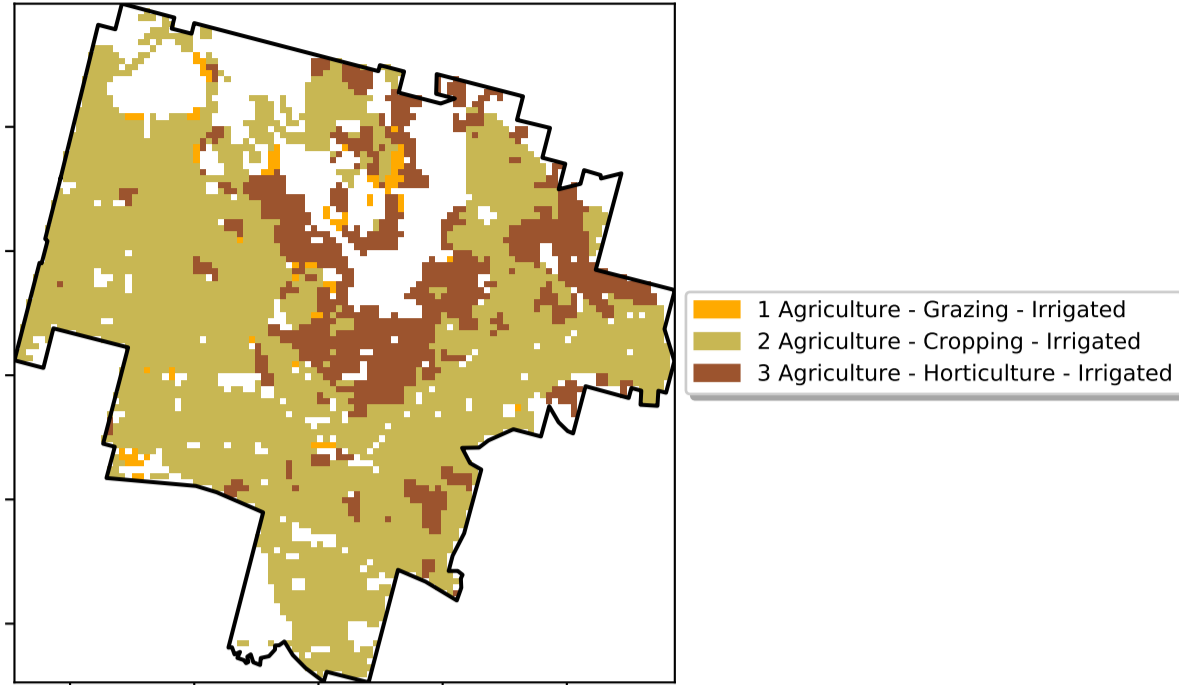 1 Agriculture - Grazing - Irrigated
2 Agriculture - Cropping - Irrigated
3 Agriculture - Horticulture - Irrigated